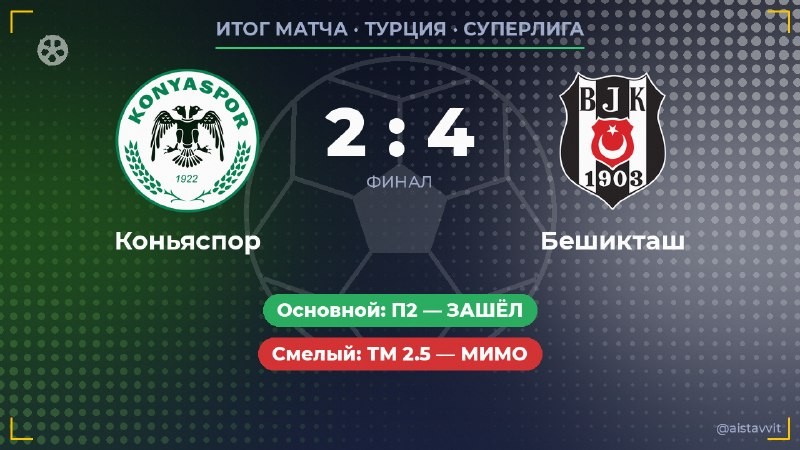 ИТОГ МАТЧА · ТУРЦИЯ · СУПЕРЛИГА
KONYASPOR
1922
2 : 4
ФИНАЛ
BJK
1903
Коньяспор
Бешикташ
Основной: П2 — ЗАШЁЛ
Смелый: ТМ 2.5 — МИМО
@aistavvit